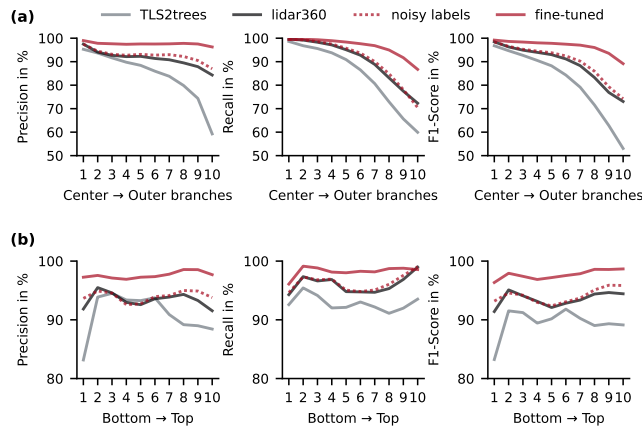 TLS2trees lidar360 noisy labels fine-tuned
(a)
Precision in %
100
90
80
70
60
50
1 2 3 4 5 6 7 8 9 10
Center → Outer branches
Recall in %
100
90
80
70
60
50
1 2 3 4 5 6 7 8 9 10
Center → Outer branches
F1-Score in %
100
90
80
70
60
50
1 2 3 4 5 6 7 8 9 10
Center → Outer branches
(b)
Precision in %
100
90
80
1 2 3 4 5 6 7 8 9 10
Bottom → Top
Recall in %
100
90
80
1 2 3 4 5 6 7 8 9 10
Bottom → Top
F1-Score in %
100
90
80
1 2 3 4 5 6 7 8 9 10
Bottom → Top